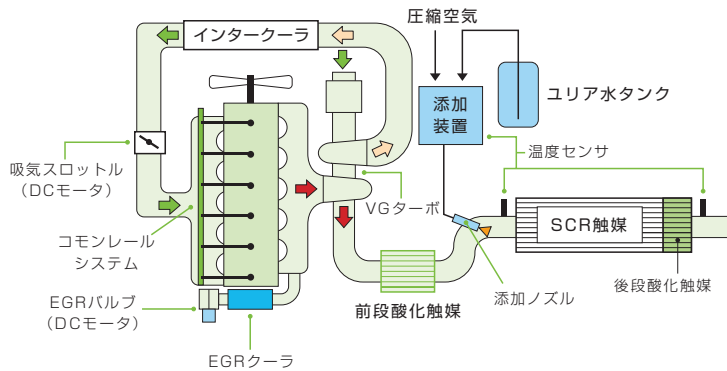 圧縮空気
インタークーラ
添加
装置
ユリア水タンク
温度センサ
吸気スロットル
（DCモータ）
VGターボ
SCR触媒
コモンレール
システム
後段酸化触媒
添加ノズル
前段酸化触媒
EGRバルブ
（DCモータ）
EGRクーラ